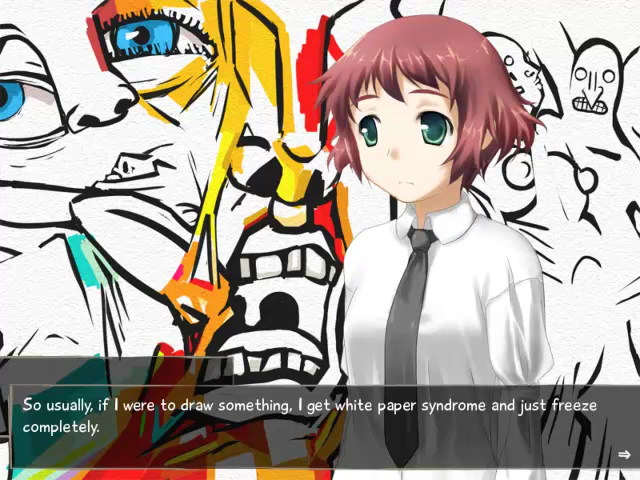 So usually, if I were to draw something, I get white paper syndrome and just freeze
completely.